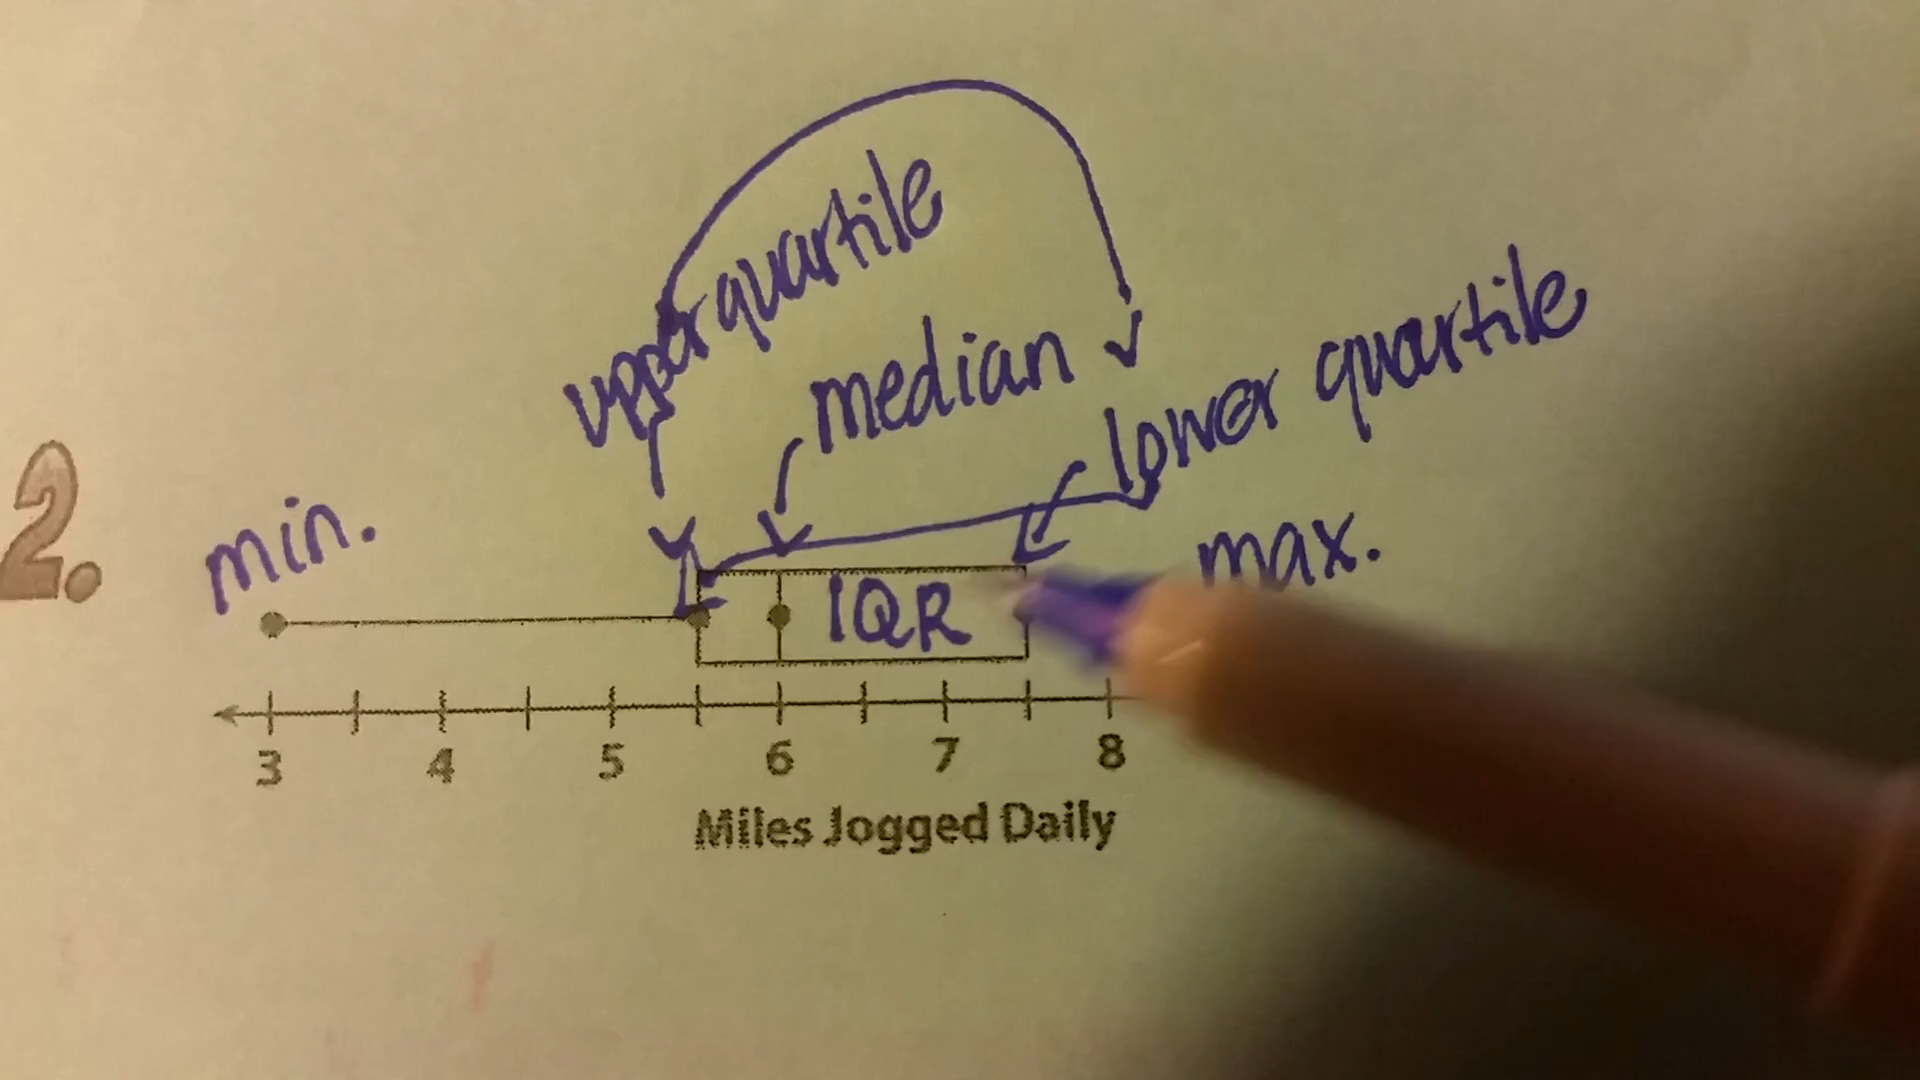 upper quartile
median
lower quartile
2.
min.
max.
IQR
3 4 5 6 7 8
Miles Jogged Daily